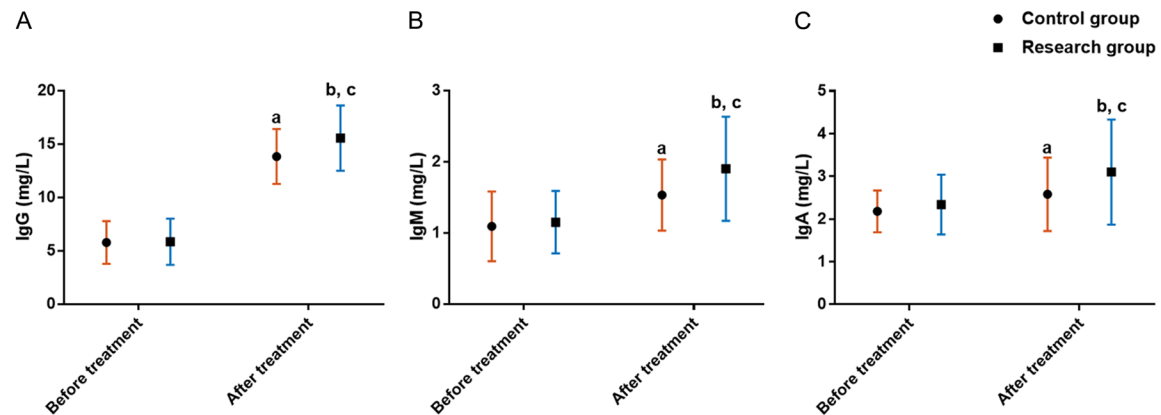 A
B
C
Control group
Research group
IgG (mg/L)
20
15
10
5
0
a
b, c
Before treatment
After treatment
IgM (mg/L)
3
2
1
0
a
b, c
Before treatment
After treatment
IgA (mg/L)
5
4
3
2
1
0
a
b, c
Before treatment
After treatment